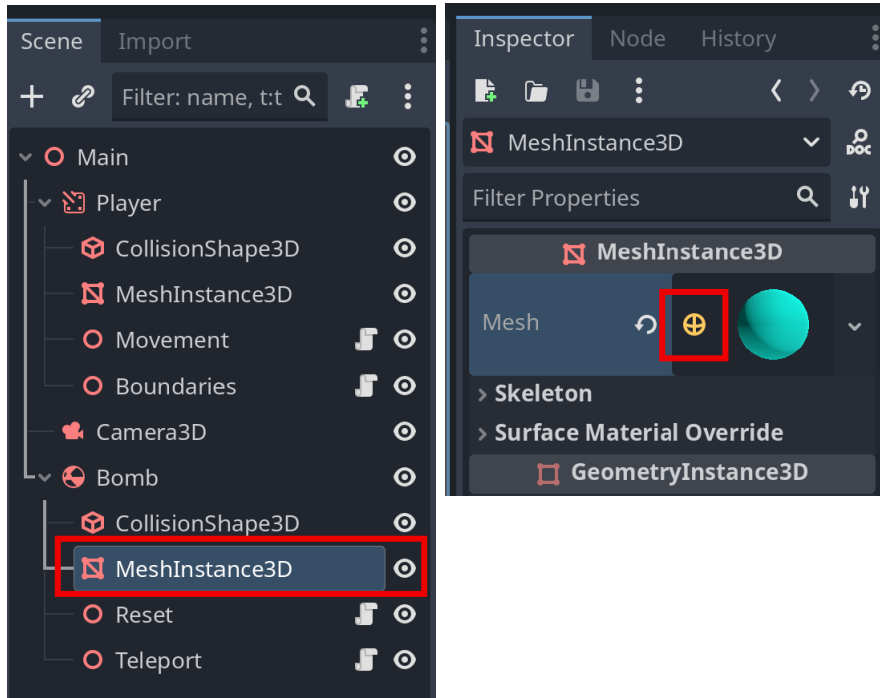 Scene Import
Filter: name, t:t
Main
Player
CollisionShape3D
MeshInstance3D
Movement
Boundaries
Camera3D
Bomb
CollisionShape3D
MeshInstance3D
Reset
Teleport
Inspector Node History
MeshInstance3D
DOC
Filter Properties
MeshInstance3D
Mesh
Skeleton
Surface Material Override
GeometryInstance3D